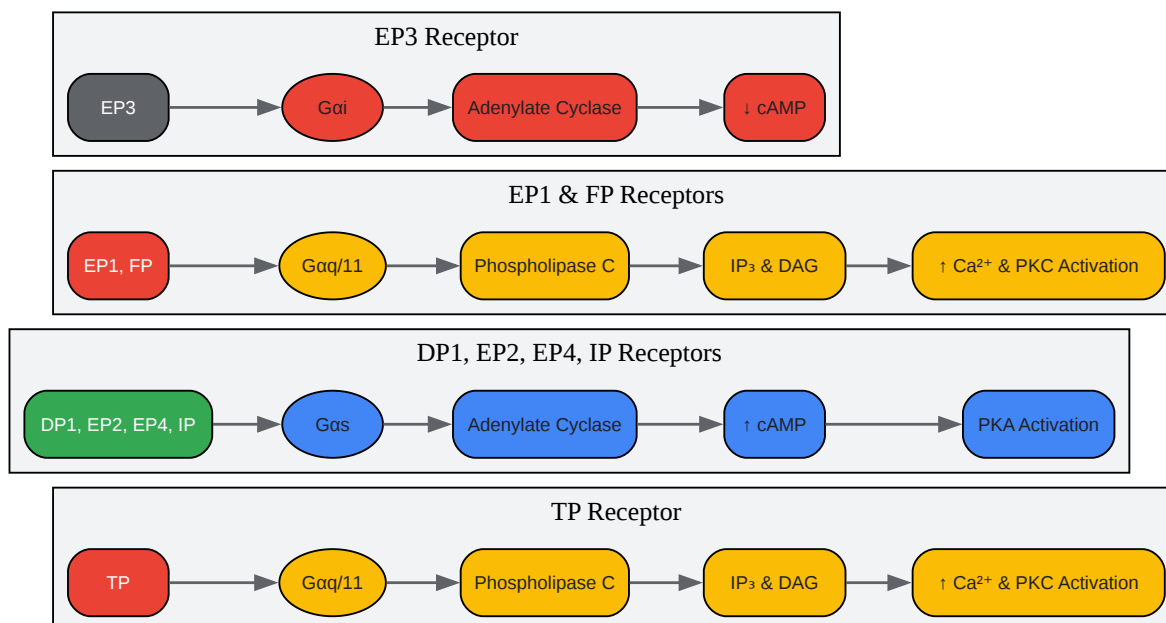 EP3 Receptor
EP3
Gαi
Adenylate Cyclase
↓ cAMP
EP1 & FP Receptors
EP1, FP
Gαq/11
Phospholipase C
IP₃ & DAG
↑ Ca²⁺ & PKC Activation
DP1, EP2, EP4, IP Receptors
DP1, EP2, EP4, IP
Gαs
Adenylate Cyclase
↑ cAMP
PKA Activation
TP Receptor
TP
Gαq/11
Phospholipase C
IP₃ & DAG
↑ Ca²⁺ & PKC Activation